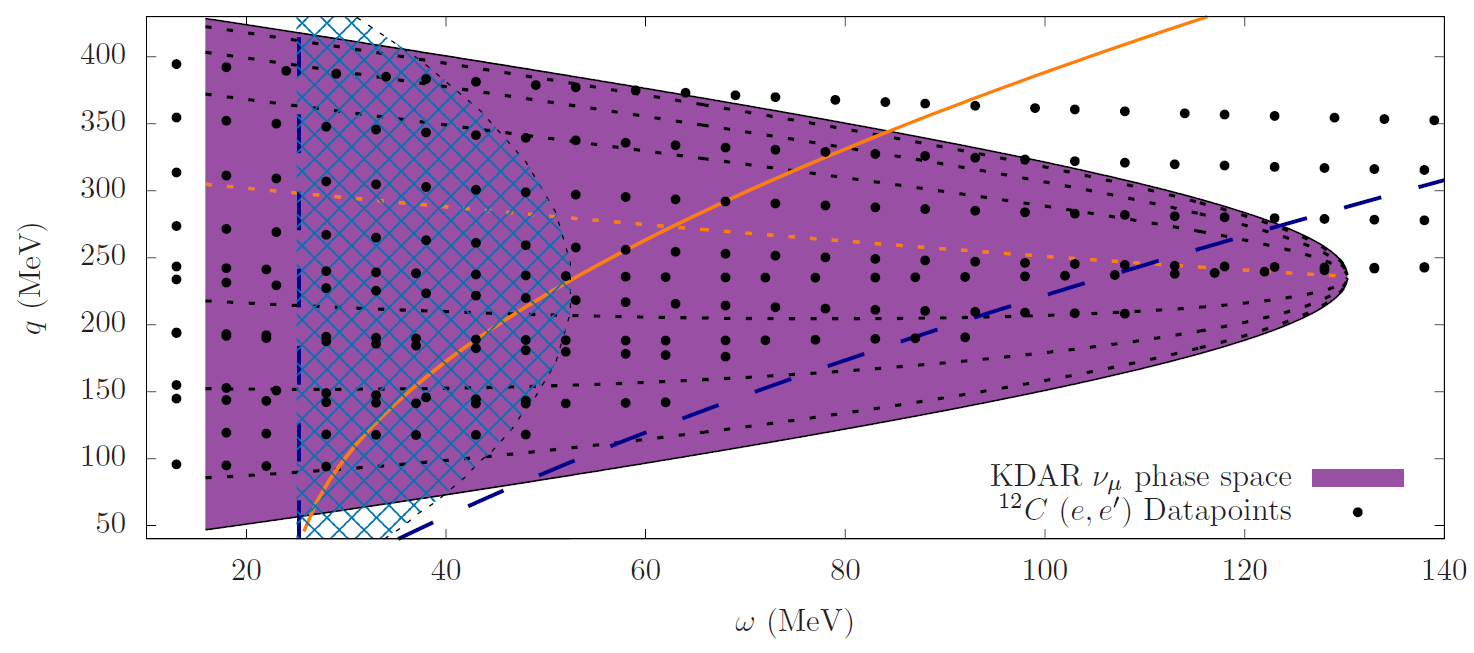 400
350
300
250
200
150
100
50
q (MeV)
KDAR νμ phase space
¹²C (e, e′) Datapoints
20 40 60 80 100 120 140
ω (MeV)